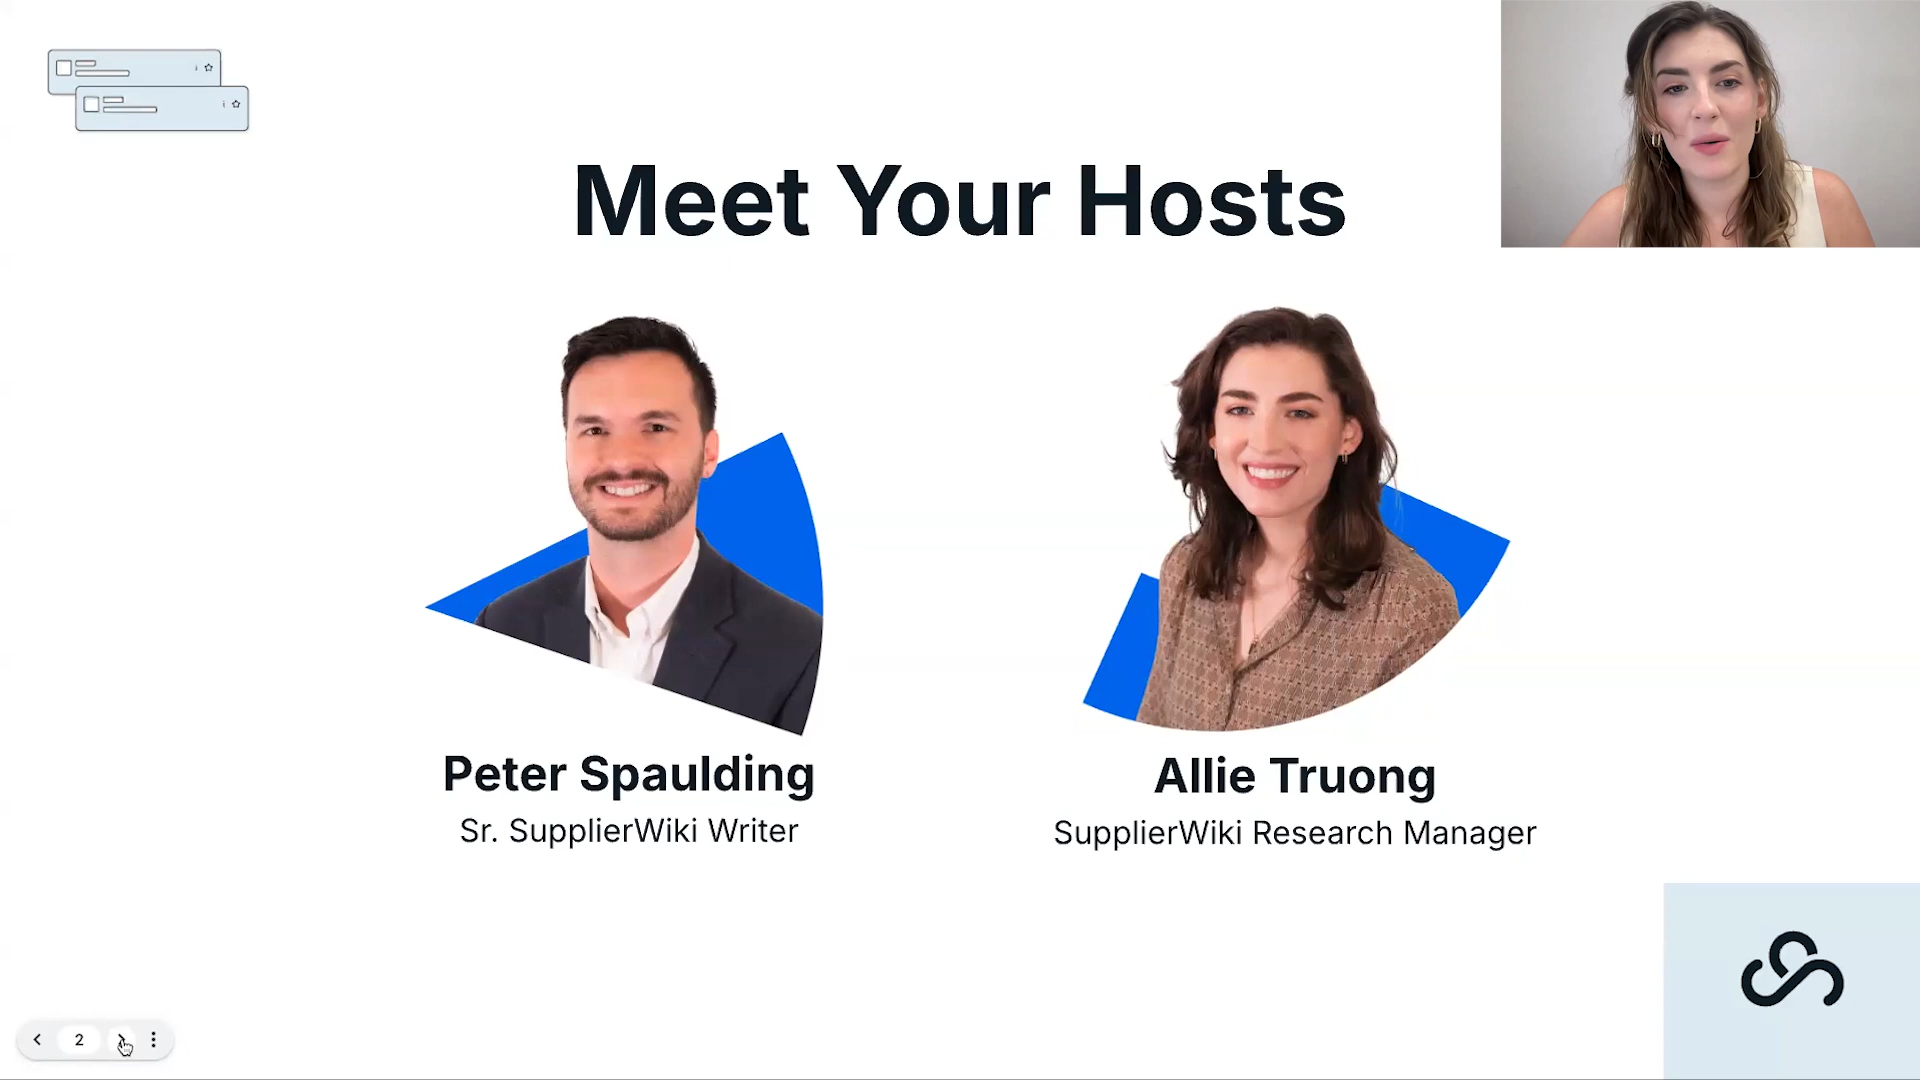 Meet Your Hosts
Peter Spaulding
Sr. SupplierWiki Writer
Allie Truong
SupplierWiki Research Manager
2